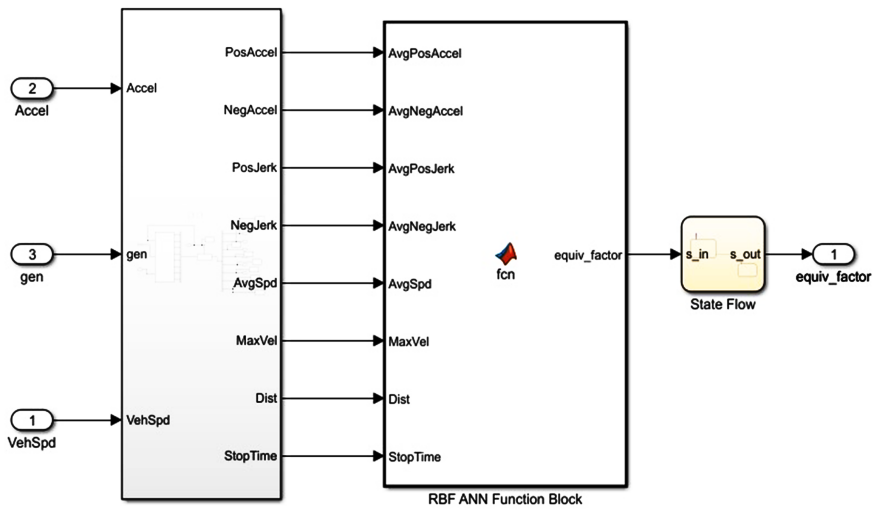 2
Accel
3
gen
1
VehSpd
Accel
gen
VehSpd
PosAccel
NegAccel
PosJerk
NegJerk
AvgSpd
MaxVel
Dist
StopTime
AvgPosAccel
AvgNegAccel
AvgPosJerk
AvgNegJerk
AvgSpd
MaxVel
Dist
StopTime
fcn
equiv_factor
RBF ANN Function Block
s_in
s_out
State Flow
1
equiv_factor